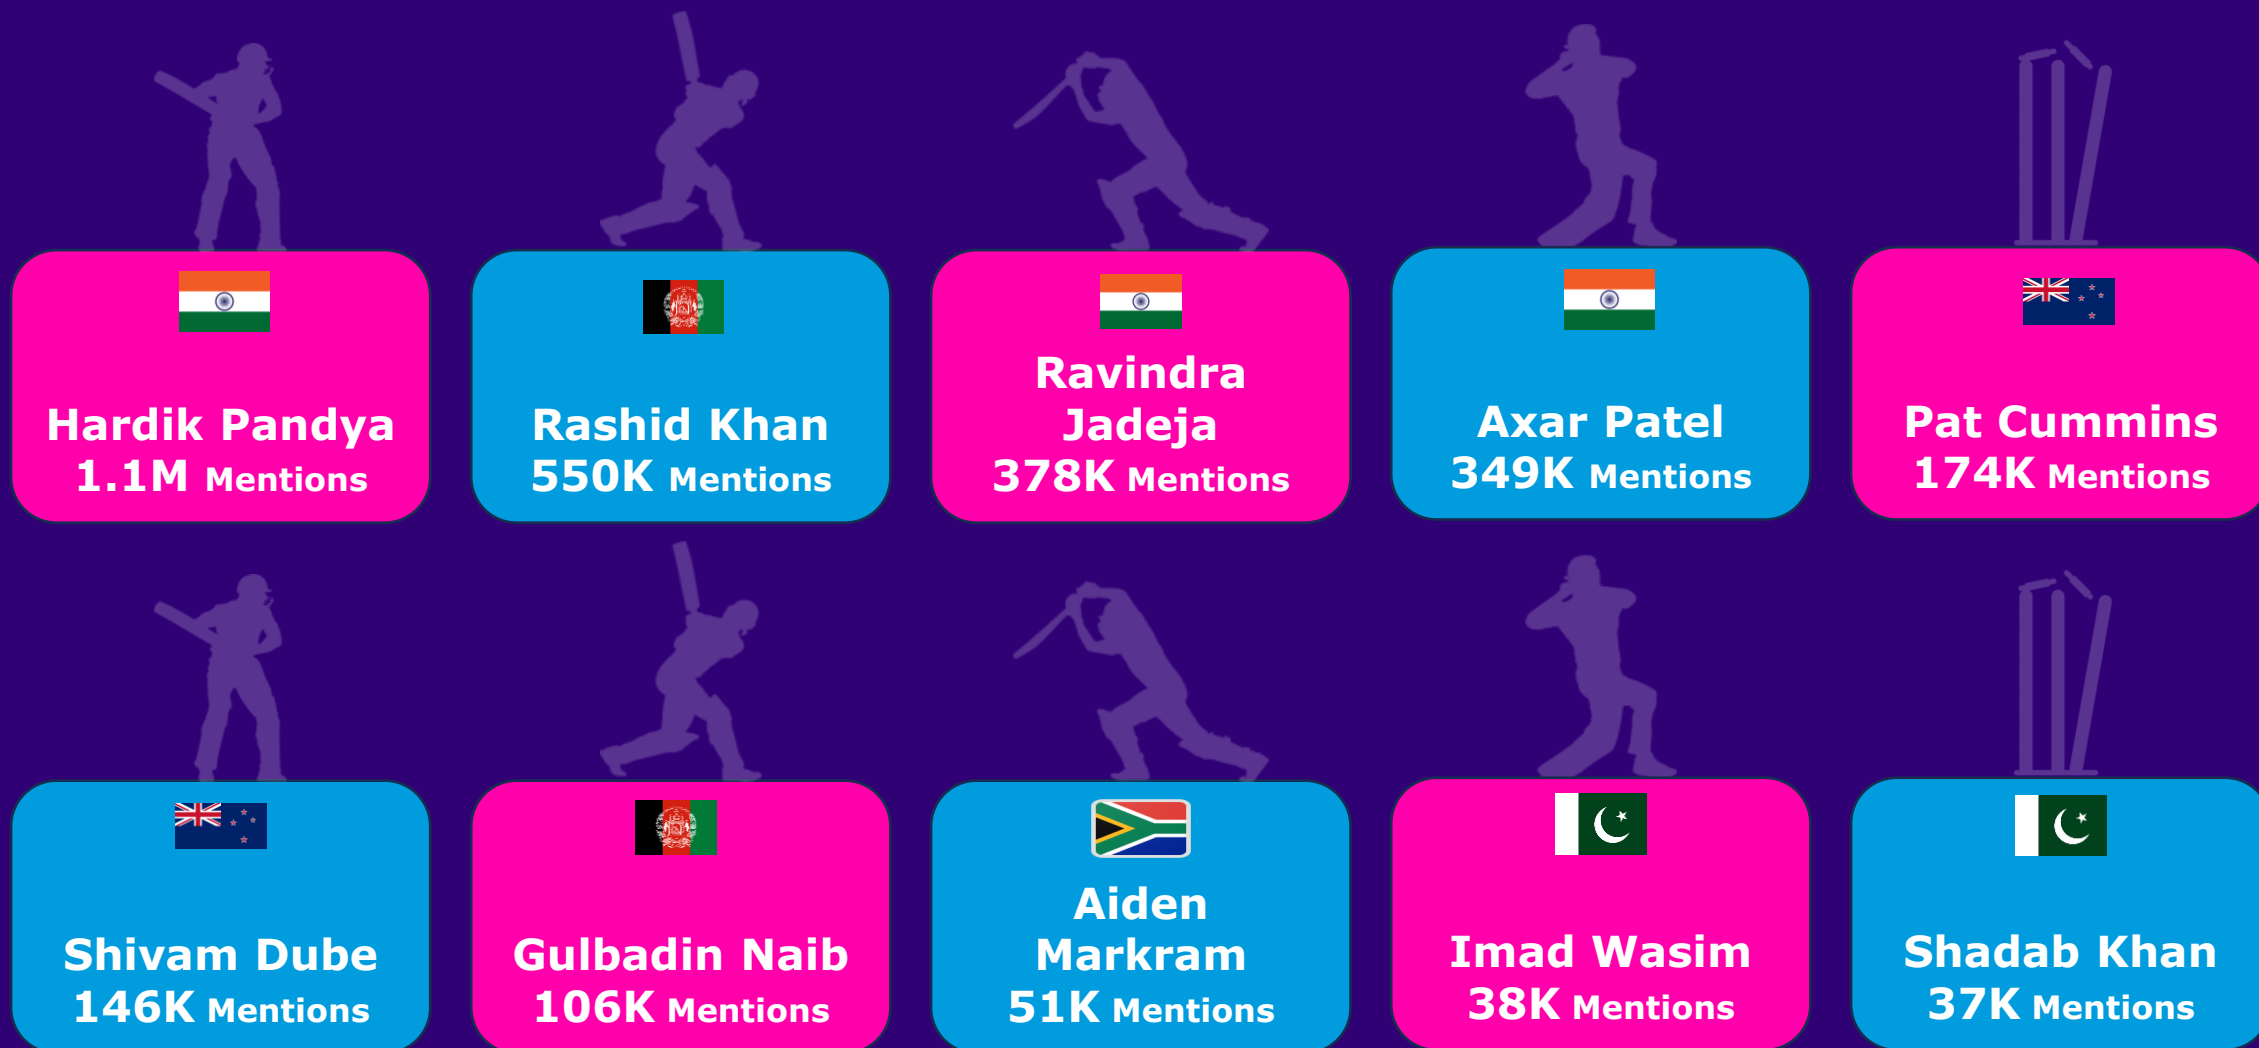 Hardik Pandya
1.1M Mentions
Rashid Khan
550K Mentions
Ravindra
Jadeja
378K Mentions
Axar Patel
349K Mentions
Pat Cummins
174K Mentions
Shivam Dube
146K Mentions
Gulbadin Naib
106K Mentions
Aiden
Markram
51K Mentions
Imad Wasim
38K Mentions
Shadab Khan
37K Mentions